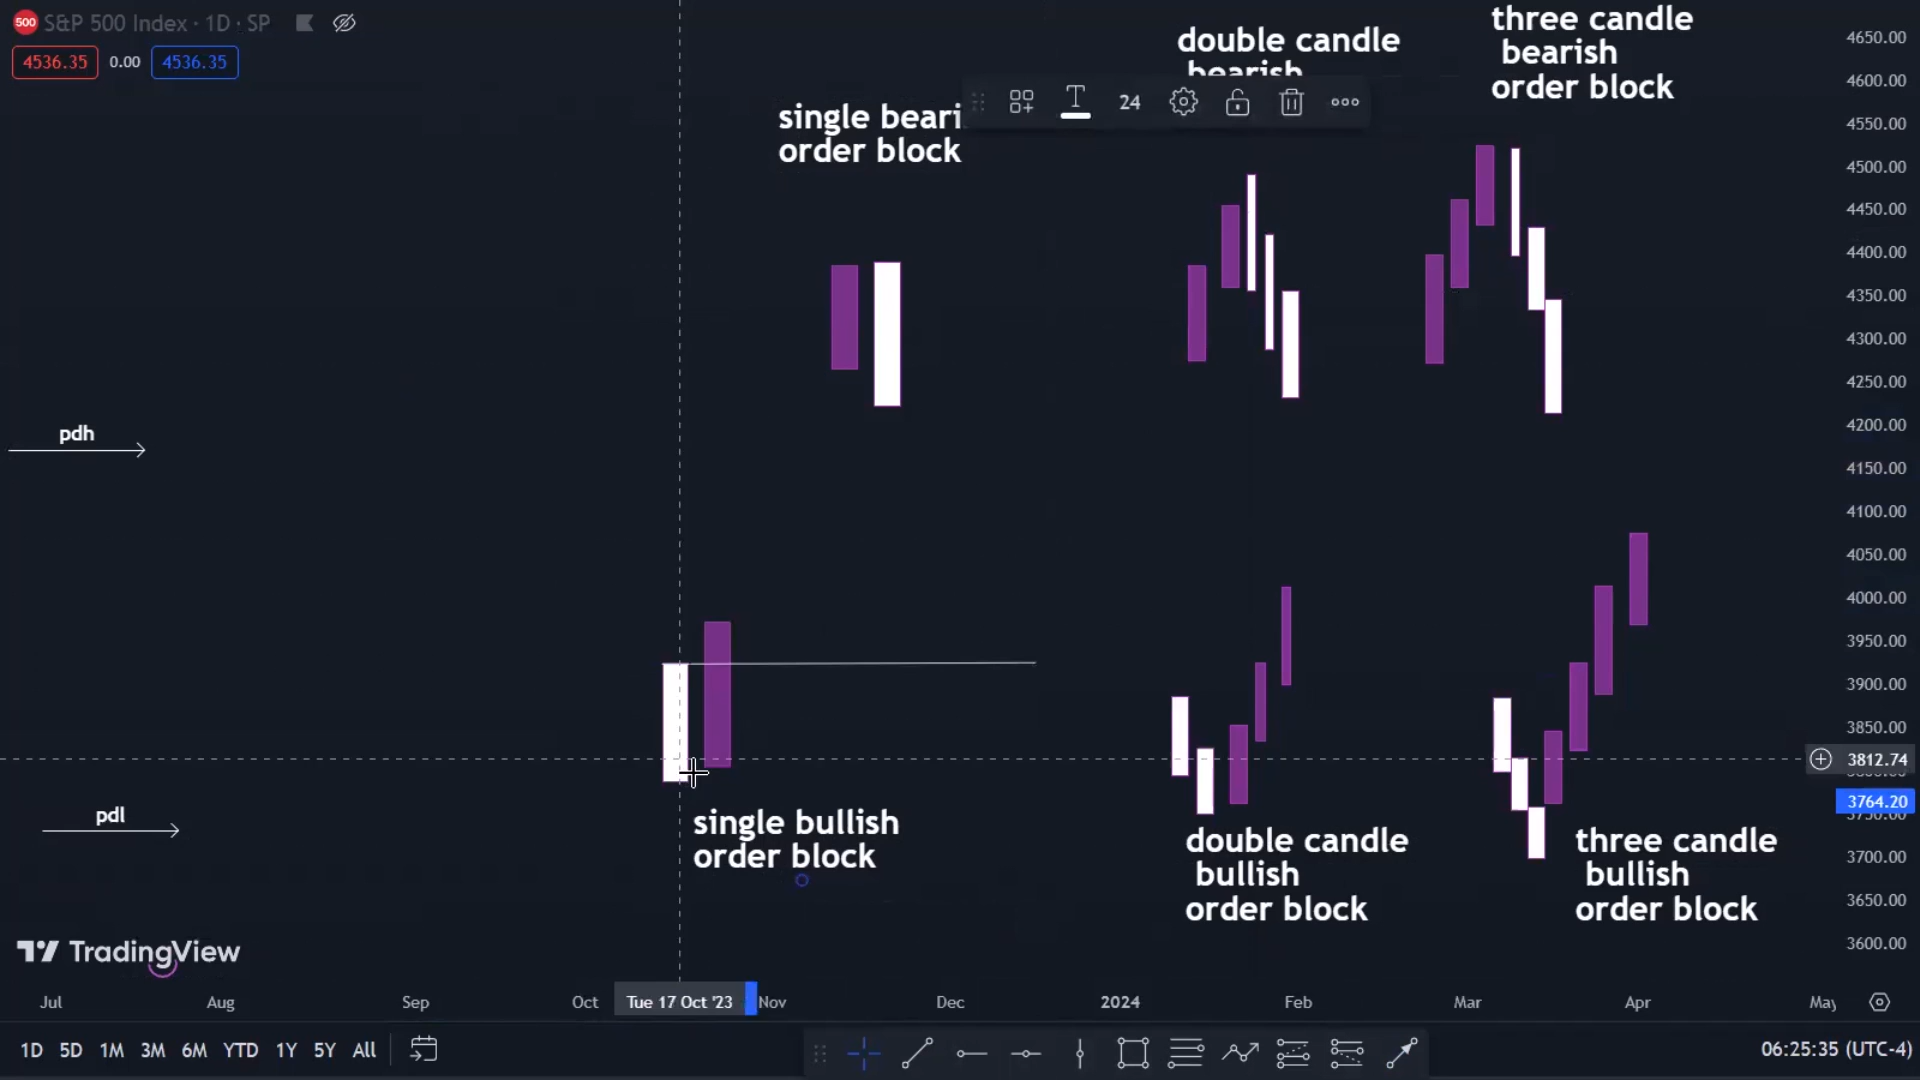 500 S&P 500 Index · 1D · SP
4536.35 0.00 4536.35
single beari
order block
double candle
bearish
three candle
bearish
order block
24
pdh
pdl
single bullish
order block
double candle
bullish
order block
three candle
bullish
order block
4650.00
4600.00
4550.00
4500.00
4450.00
4400.00
4350.00
4300.00
4250.00
4200.00
4150.00
4100.00
4050.00
4000.00
3950.00
3900.00
3850.00
3812.74
3764.20
3700.00
3650.00
3600.00
TradingView
Jul Aug Sep Oct Tue 17 Oct '23 Nov Dec 2024 Feb Mar Apr May
1D 5D 1M 3M 6M YTD 1Y 5Y All
06:25:35 (UTC-4)